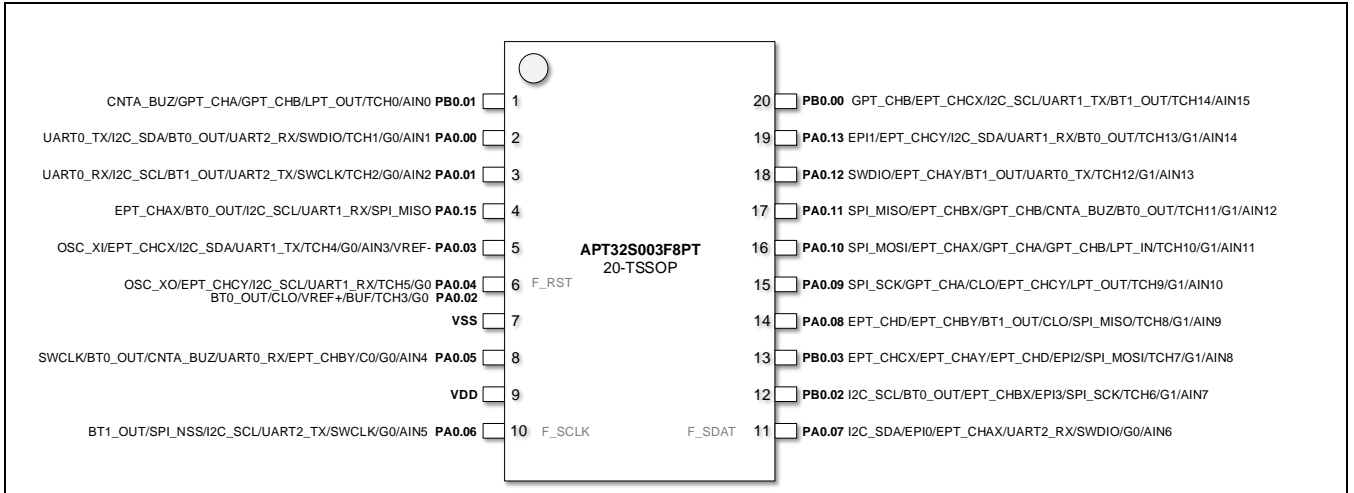 CNTA_BUZ/GPT_CHA/GPT_CHB/LPT_OUT/TCH0/AIN0 PB0.01 1
UART0_TX/I2C_SDA/BT0_OUT/UART2_RX/SWDIO/TCH1/G0/AIN1 PA0.00 2
UART0_RX/I2C_SCL/BT1_OUT/UART2_TX/SWCLK/TCH2/G0/AIN2 PA0.01 3
EPT_CHAX/BT0_OUT/I2C_SCL/UART1_RX/SPI_MISO PA0.15 4
OSC_XI/EPT_CHCX/I2C_SDA/UART1_TX/TCH4/G0/AIN3/VREF- PA0.03 5
OSC_XO/EPT_CHCY/I2C_SCL/UART1_RX/TCH5/G0 PA0.04 6 F_RST
BT0_OUT/CLO/VREF+/BUF/TCH3/G0 PA0.02
VSS 7
SWCLK/BT0_OUT/CNTA_BUZ/UART0_RX/EPT_CHBY/C0/G0/AIN4 PA0.05 8
VDD 9
BT1_OUT/SPI_NSS/I2C_SCL/UART2_TX/SWCLK/G0/AIN5 PA0.06 10 F_SCLK
APT32S003F8PT
20-TSSOP
20 PB0.00 GPT_CHB/EPT_CHCX/I2C_SCL/UART1_TX/BT1_OUT/TCH14/AIN15
19 PA0.13 EPI1/EPT_CHCY/I2C_SDA/UART1_RX/BT0_OUT/TCH13/G1/AIN14
18 PA0.12 SWDIO/EPT_CHAY/BT1_OUT/UART0_TX/TCH12/G1/AIN13
17 PA0.11 SPI_MISO/EPT_CHBX/GPT_CHB/CNTA_BUZ/BT0_OUT/TCH11/G1/AIN12
16 PA0.10 SPI_MOSI/EPT_CHAX/GPT_CHA/GPT_CHB/LPT_IN/TCH10/G1/AIN11
15 PA0.09 SPI_SCK/GPT_CHA/CLO/EPT_CHCY/LPT_OUT/TCH9/G1/AIN10
14 PA0.08 EPT_CHD/EPT_CHBY/BT1_OUT/CLO/SPI_MISO/TCH8/G1/AIN9
13 PB0.03 EPT_CHCX/EPT_CHAY/EPT_CHD/EPI2/SPI_MOSI/TCH7/G1/AIN8
12 PB0.02 I2C_SCL/BT0_OUT/EPT_CHBX/EPI3/SPI_SCK/TCH6/G1/AIN7
F_SDAT 11 PA0.07 I2C_SDA/EPI0/EPT_CHAX/UART2_RX/SWDIO/G0/AIN6